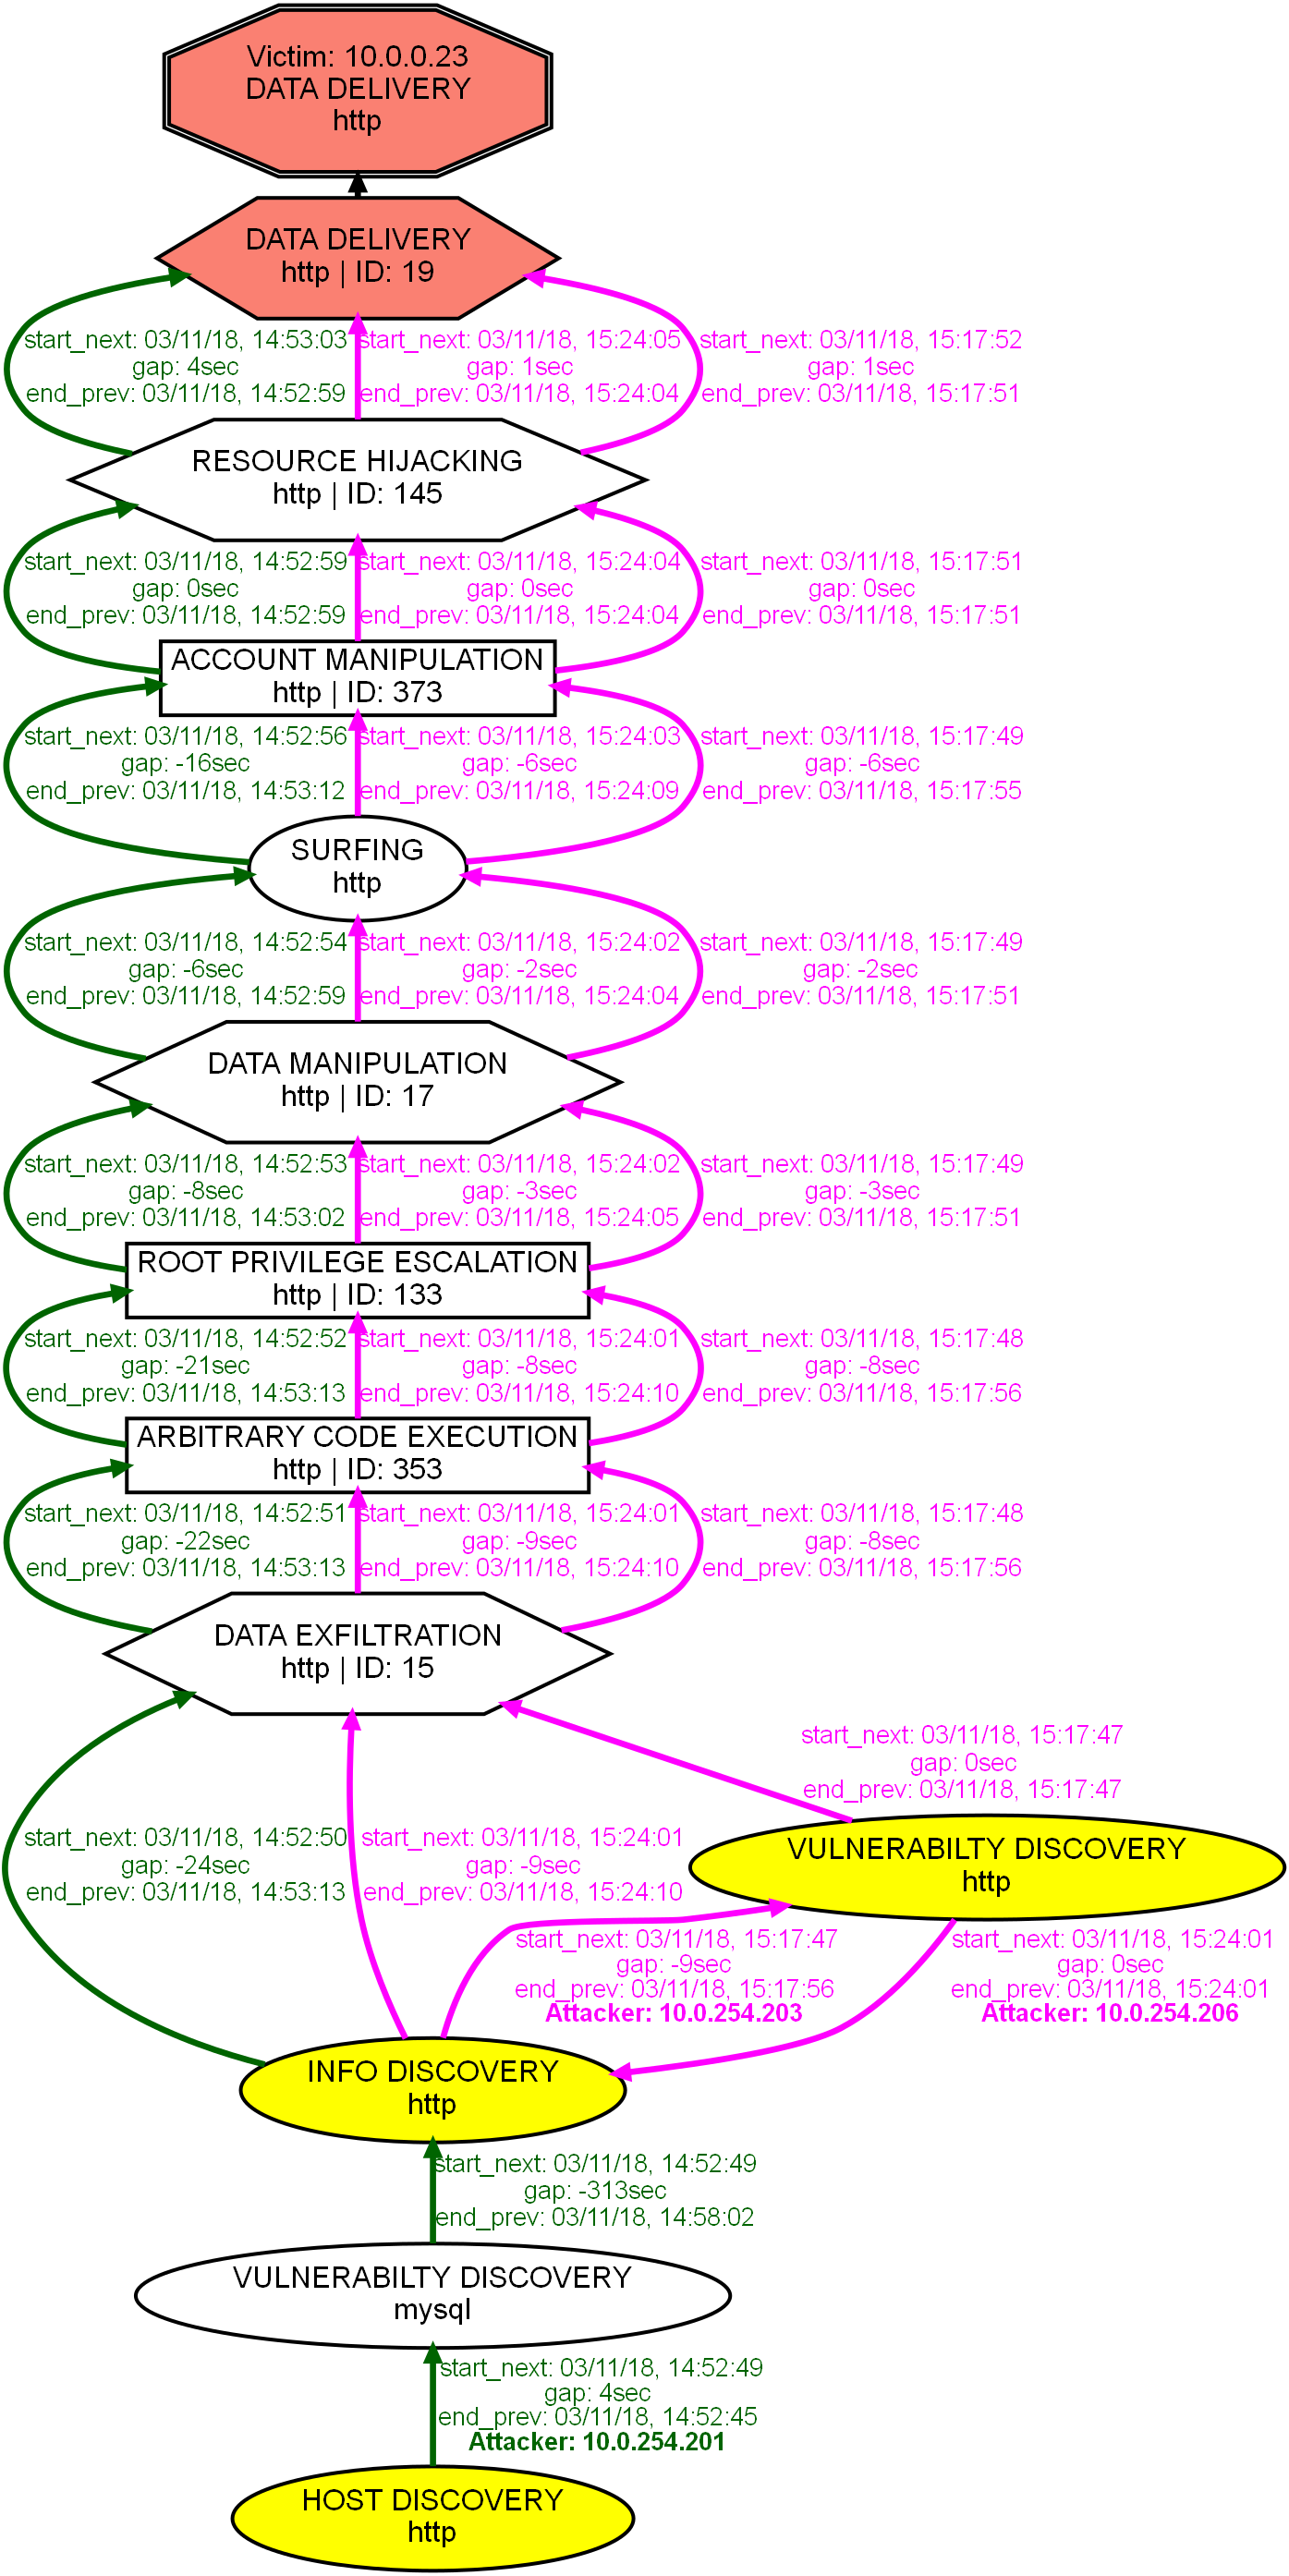 Victim: 10.0.0.23
DATA DELIVERY
http
DATA DELIVERY
http | ID: 19
start_next: 03/11/18, 14:53:03
gap: 4sec
end_prev: 03/11/18, 14:52:59
start_next: 03/11/18, 15:24:05
gap: 1sec
end_prev: 03/11/18, 15:24:04
start_next: 03/11/18, 15:17:52
gap: 1sec
end_prev: 03/11/18, 15:17:51
RESOURCE HIJACKING
http | ID: 145
start_next: 03/11/18, 14:52:59
gap: 0sec
end_prev: 03/11/18, 14:52:59
start_next: 03/11/18, 15:24:04
gap: 0sec
end_prev: 03/11/18, 15:24:04
start_next: 03/11/18, 15:17:51
gap: 0sec
end_prev: 03/11/18, 15:17:51
ACCOUNT MANIPULATION
http | ID: 373
start_next: 03/11/18, 14:52:56
gap: -16sec
end_prev: 03/11/18, 14:53:12
start_next: 03/11/18, 15:24:03
gap: -6sec
end_prev: 03/11/18, 15:24:09
start_next: 03/11/18, 15:17:49
gap: -6sec
end_prev: 03/11/18, 15:17:55
SURFING
http
start_next: 03/11/18, 14:52:54
gap: -6sec
end_prev: 03/11/18, 14:52:59
start_next: 03/11/18, 15:24:02
gap: -2sec
end_prev: 03/11/18, 15:24:04
start_next: 03/11/18, 15:17:49
gap: -2sec
end_prev: 03/11/18, 15:17:51
DATA MANIPULATION
http | ID: 17
start_next: 03/11/18, 14:52:53
gap: -8sec
end_prev: 03/11/18, 14:53:02
start_next: 03/11/18, 15:24:02
gap: -3sec
end_prev: 03/11/18, 15:24:05
start_next: 03/11/18, 15:17:49
gap: -3sec
end_prev: 03/11/18, 15:17:51
ROOT PRIVILEGE ESCALATION
http | ID: 133
start_next: 03/11/18, 14:52:52
gap: -21sec
end_prev: 03/11/18, 14:53:13
start_next: 03/11/18, 15:24:01
gap: -8sec
end_prev: 03/11/18, 15:24:10
start_next: 03/11/18, 15:17:48
gap: -8sec
end_prev: 03/11/18, 15:17:56
ARBITRARY CODE EXECUTION
http | ID: 353
start_next: 03/11/18, 14:52:51
gap: -22sec
end_prev: 03/11/18, 14:53:13
start_next: 03/11/18, 15:24:01
gap: -9sec
end_prev: 03/11/18, 15:24:10
start_next: 03/11/18, 15:17:48
gap: -8sec
end_prev: 03/11/18, 15:17:56
DATA EXFILTRATION
http | ID: 15
start_next: 03/11/18, 15:17:47
gap: 0sec
end_prev: 03/11/18, 15:17:47
start_next: 03/11/18, 14:52:50
gap: -24sec
end_prev: 03/11/18, 14:53:13
start_next: 03/11/18, 15:24:01
gap: -9sec
end_prev: 03/11/18, 15:24:10
VULNERABILTY DISCOVERY
http
start_next: 03/11/18, 15:17:47
gap: -9sec
end_prev: 03/11/18, 15:17:56
Attacker: 10.0.254.203
start_next: 03/11/18, 15:24:01
gap: 0sec
end_prev: 03/11/18, 15:24:01
Attacker: 10.0.254.206
INFO DISCOVERY
http
start_next: 03/11/18, 14:52:49
gap: -313sec
end_prev: 03/11/18, 14:58:02
VULNERABILTY DISCOVERY
mysql
start_next: 03/11/18, 14:52:49
gap: 4sec
end_prev: 03/11/18, 14:52:45
Attacker: 10.0.254.201
HOST DISCOVERY
http